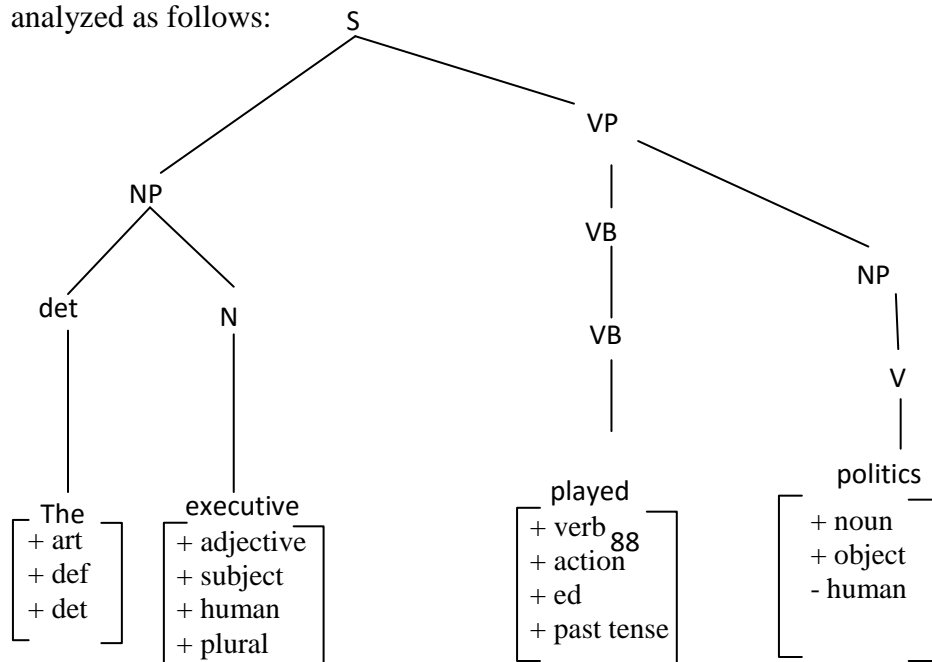 analyzed as follows:
S
VP
NP
VB
NP
det
N
VB
V
The
executive
played
politics
+ art
+ def
+ det
+ adjective
+ subject
+ human
+ plural
+ verb
+ action
+ ed
+ past tense
88
+ noun
+ object
- human